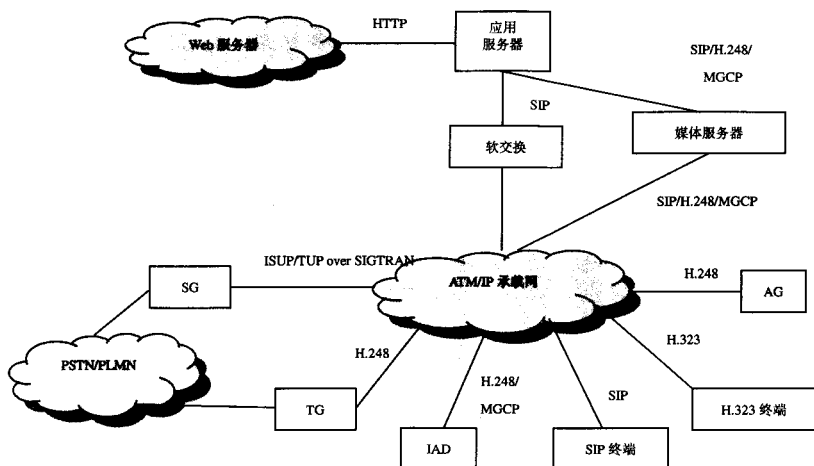 HTTP
应用
服务器
Web 服务器
SIP/H.248/
MGCP
SIP
软交换
媒体服务器
SIP/H.248/MGCP
ISUP/TUP over SIGTRAN
ATM/IP 承载网
SG
H.248
AG
H.323
PSTN/PLMN
H.248
TG
H.248/
MGCP
SIP
H.323 终端
IAD
SIP 终端